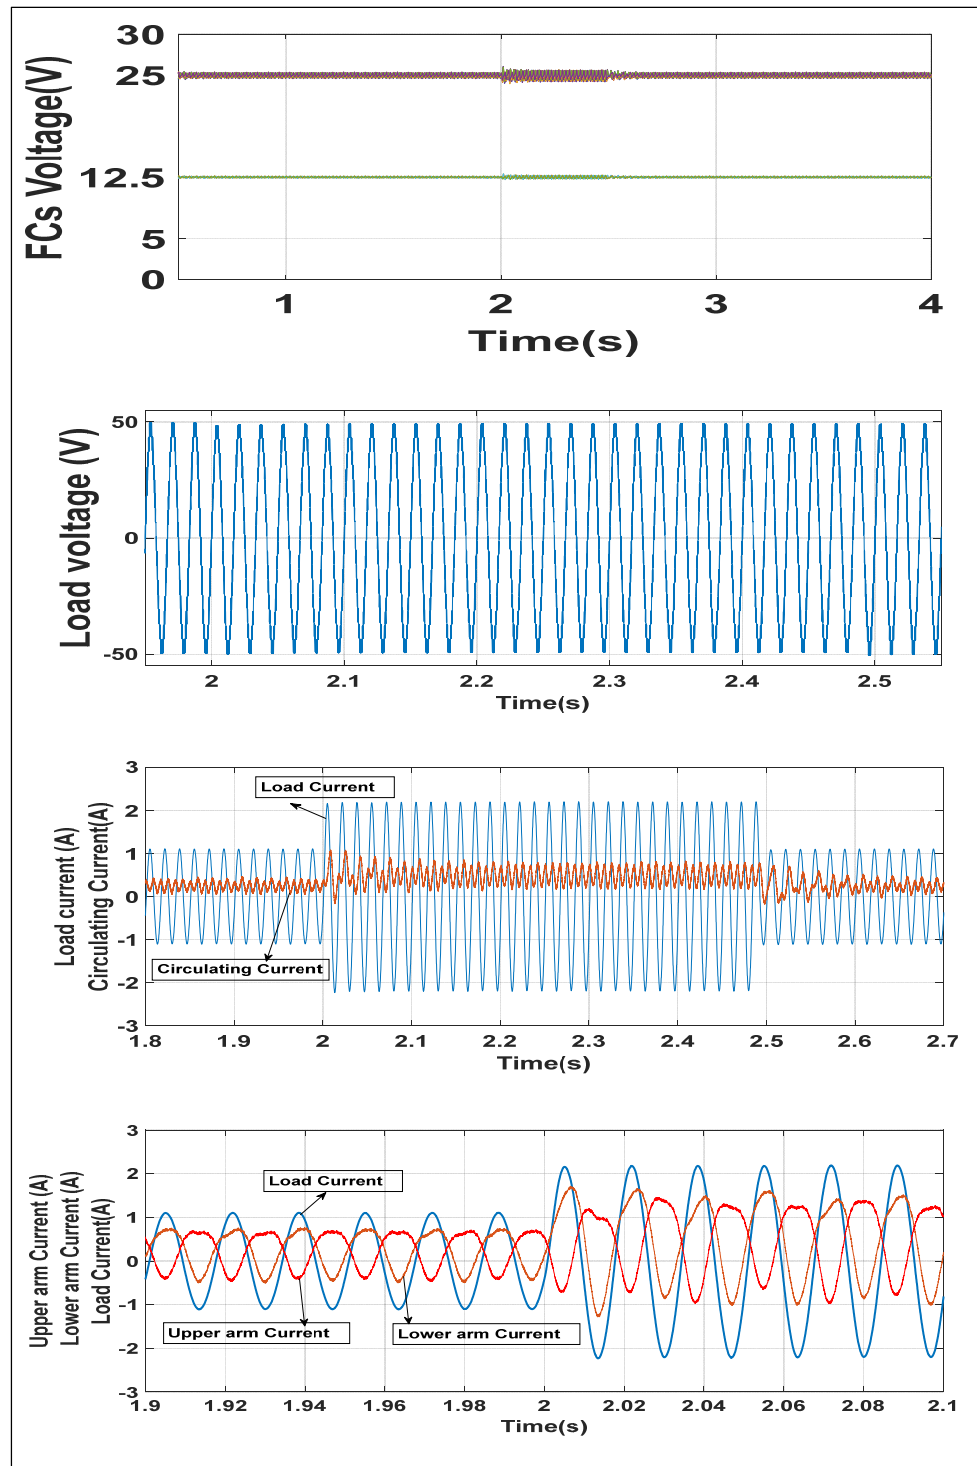 FCs Voltage(V)
30
25
12.5
5
0
1 2 3 4
Time(s)
Load voltage (V)
50
0
-50
2 2.1 2.2 2.3 2.4 2.5
Time(s)
Load current (A)
Circulating Current(A)
3
2
1
0
-1
-2
-3
Load Current
Circulating Current
1.8 1.9 2 2.1 2.2 2.3 2.4 2.5 2.6 2.7
Time(s)
Upper arm Current (A)
Lower arm Current (A)
Load Current(A)
3
2
1
0
-1
-2
-3
Load Current
Upper arm Current
Lower arm Current
1.9 1.92 1.94 1.96 1.98 2 2.02 2.04 2.06 2.08 2.1
Time(s)